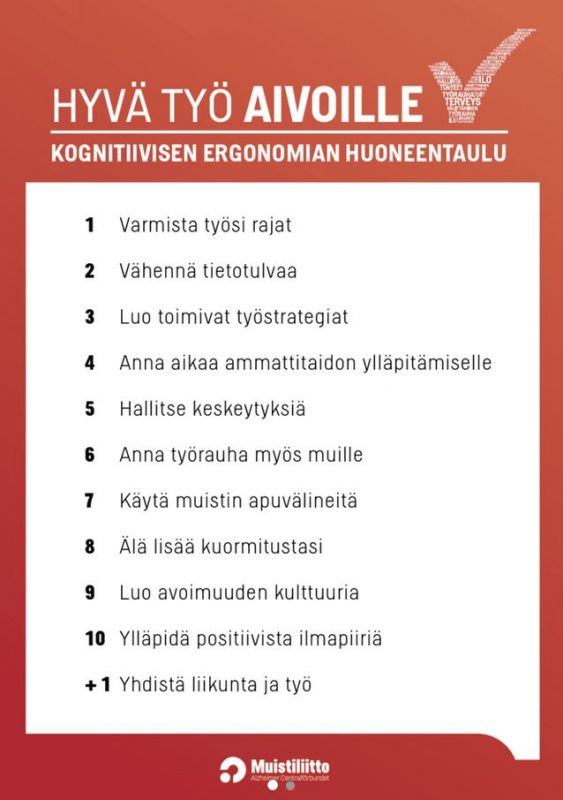 HYVÄ TYÖ AIVOILLE
KOGNITIIVISEN ERGONOMIAN HUONEENTAULU
1 Varmista työsi rajat
2 Vähennä tietotulvaa
3 Luo toimivat työstrategiat
4 Anna aikaa ammattitaidon ylläpitämiselle
5 Hallitse keskeytyksiä
6 Anna työrauha myös muille
7 Käytä muistin apuvälineitä
8 Älä lisää kuormitustasi
9 Luo avoimuuden kulttuuria
10 Ylläpidä positiivista ilmapiiriä
+1 Yhdistä liikunta ja työ
Muistiliitto
Alzheimer Centralförbundet
ILO
TERVEYS
TYÖRAUHA